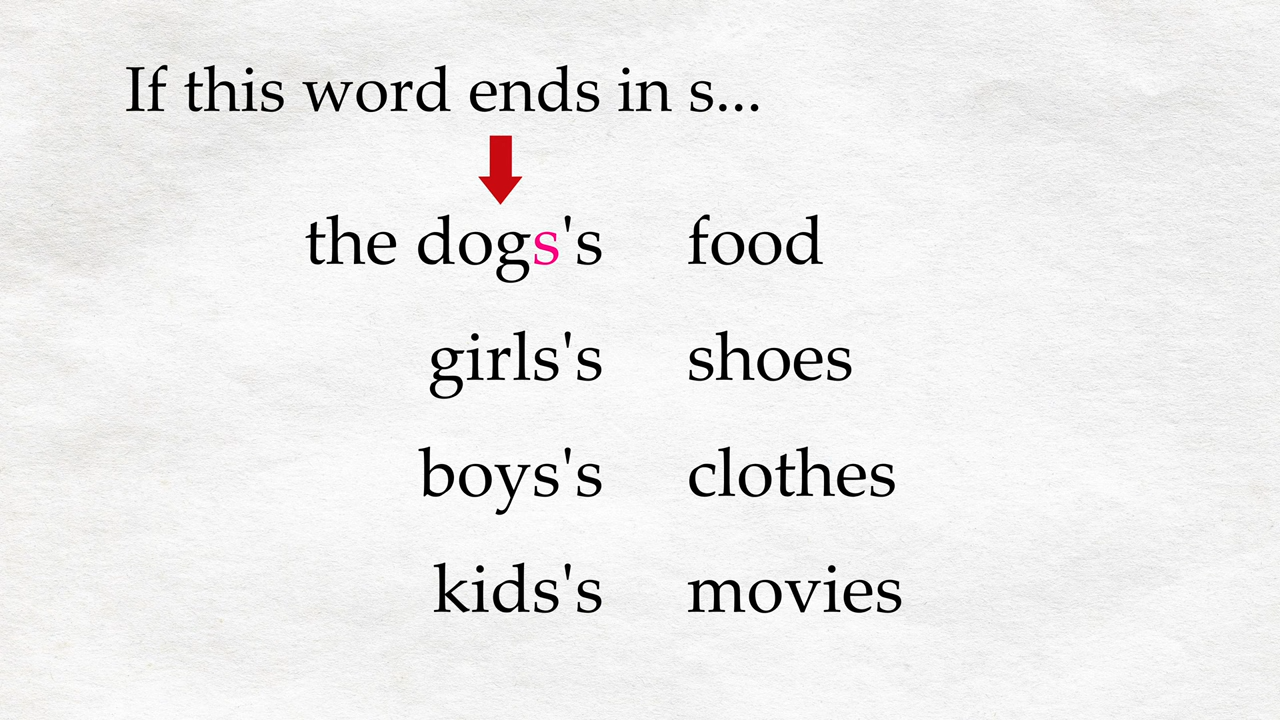 If this word ends in s...
the dogs's food
girls's shoes
boys's clothes
kids's movies